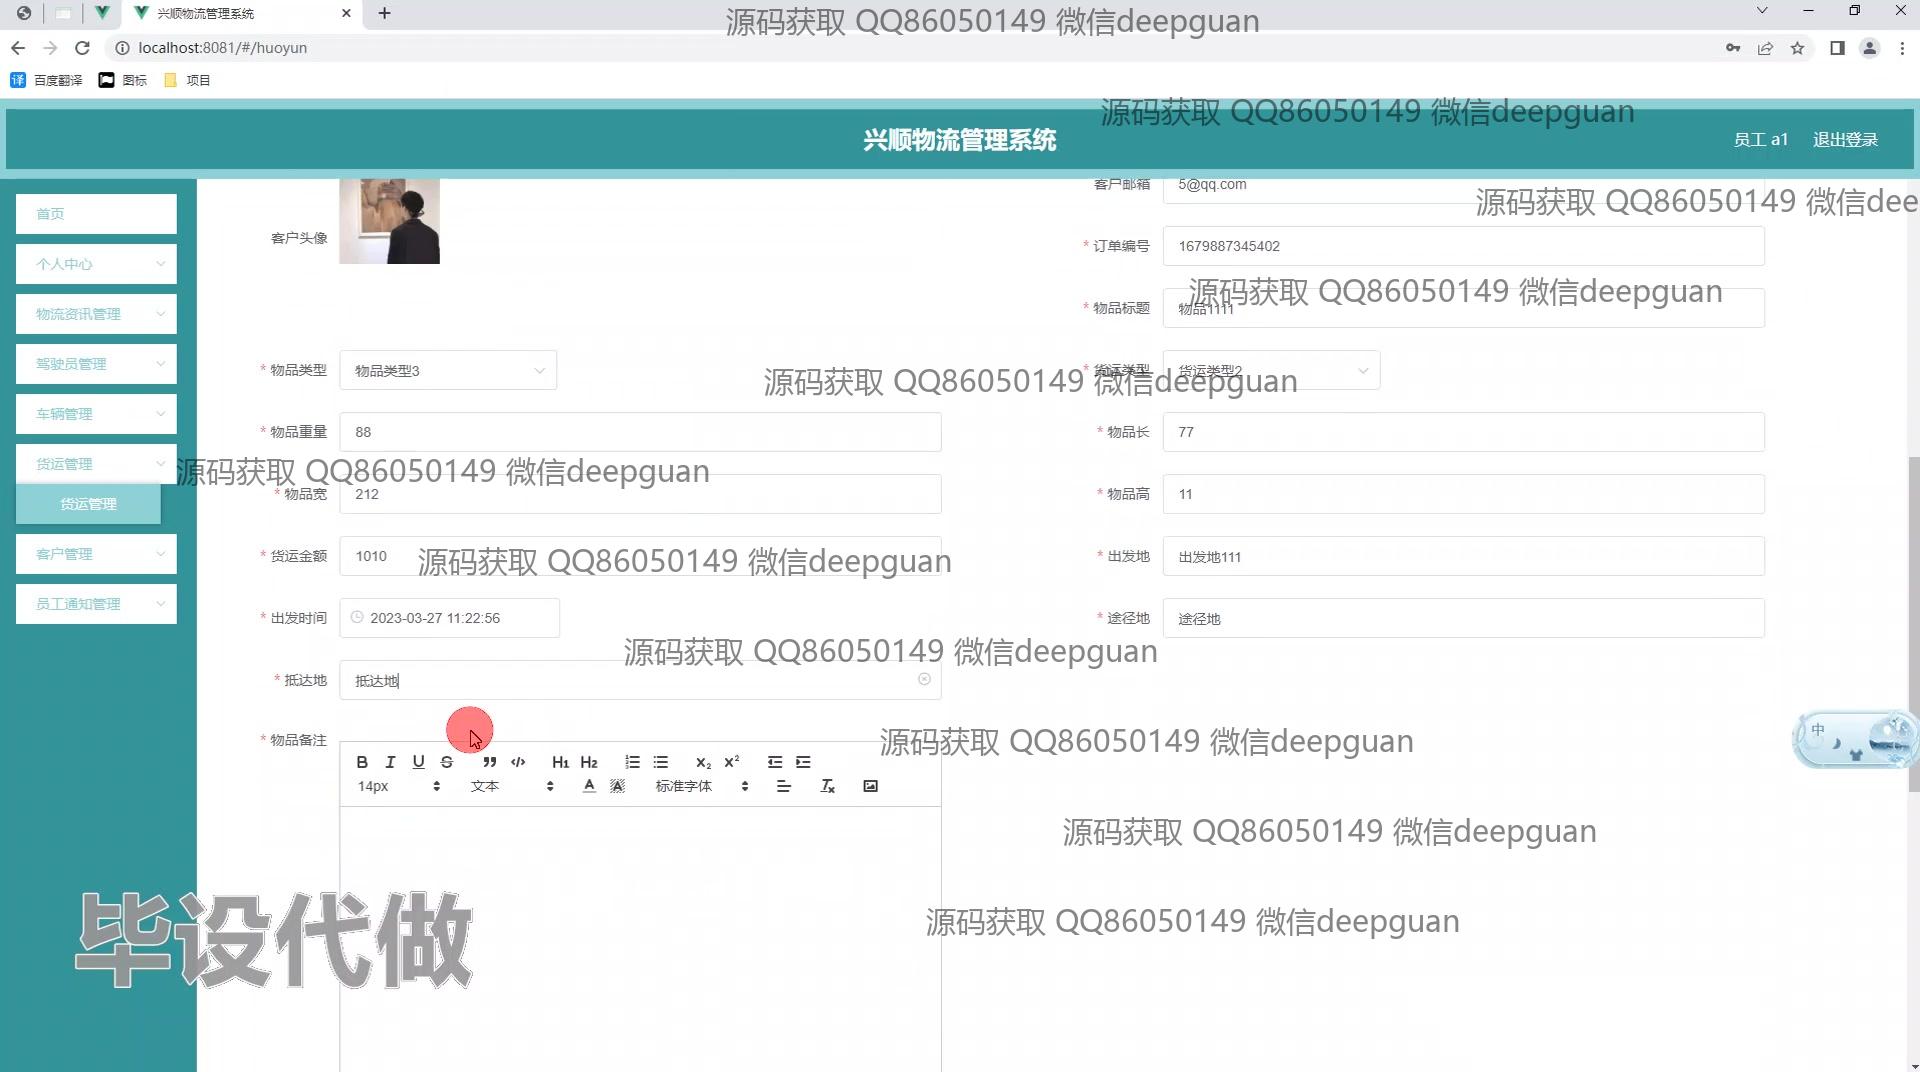 兴顺物流管理系统
源码获取 QQ86050149 微信deepguan
localhost:8081/#/huoyun
百度翻译
图标
项目
源码获取 QQ86050149 微信deepguan
兴顺物流管理系统
员工 a1
退出登录
首页
个人中心
物流资讯管理
驾驶员管理
车辆管理
货运管理
货运管理
客户管理
员工通知管理
客户邮箱
5@qq.com
源码获取 QQ86050149 微信dee
客户头像
* 订单编号
1679887345402
源码获取 QQ86050149 微信deepguan
* 物品标题
物品1111
* 物品类型
物品类型3
* 货运类型
货运类型2
源码获取 QQ86050149 微信deepguan
* 物品重量
88
* 物品长
77
源码获取 QQ86050149 微信deepguan
* 物品宽
212
* 物品高
11
* 货运金额
1010
源码获取 QQ86050149 微信deepguan
* 出发地
出发地111
* 出发时间
2023-03-27 11:22:56
* 途径地
途径地
源码获取 QQ86050149 微信deepguan
* 抵达地
抵达地
* 物品备注
源码获取 QQ86050149 微信deepguan
中
B I U S ” </> H1 H2 x₂ x²
14px
文本
A A
标准字体
Tx
源码获取 QQ86050149 微信deepguan
毕设代做
源码获取 QQ86050149 微信deepguan